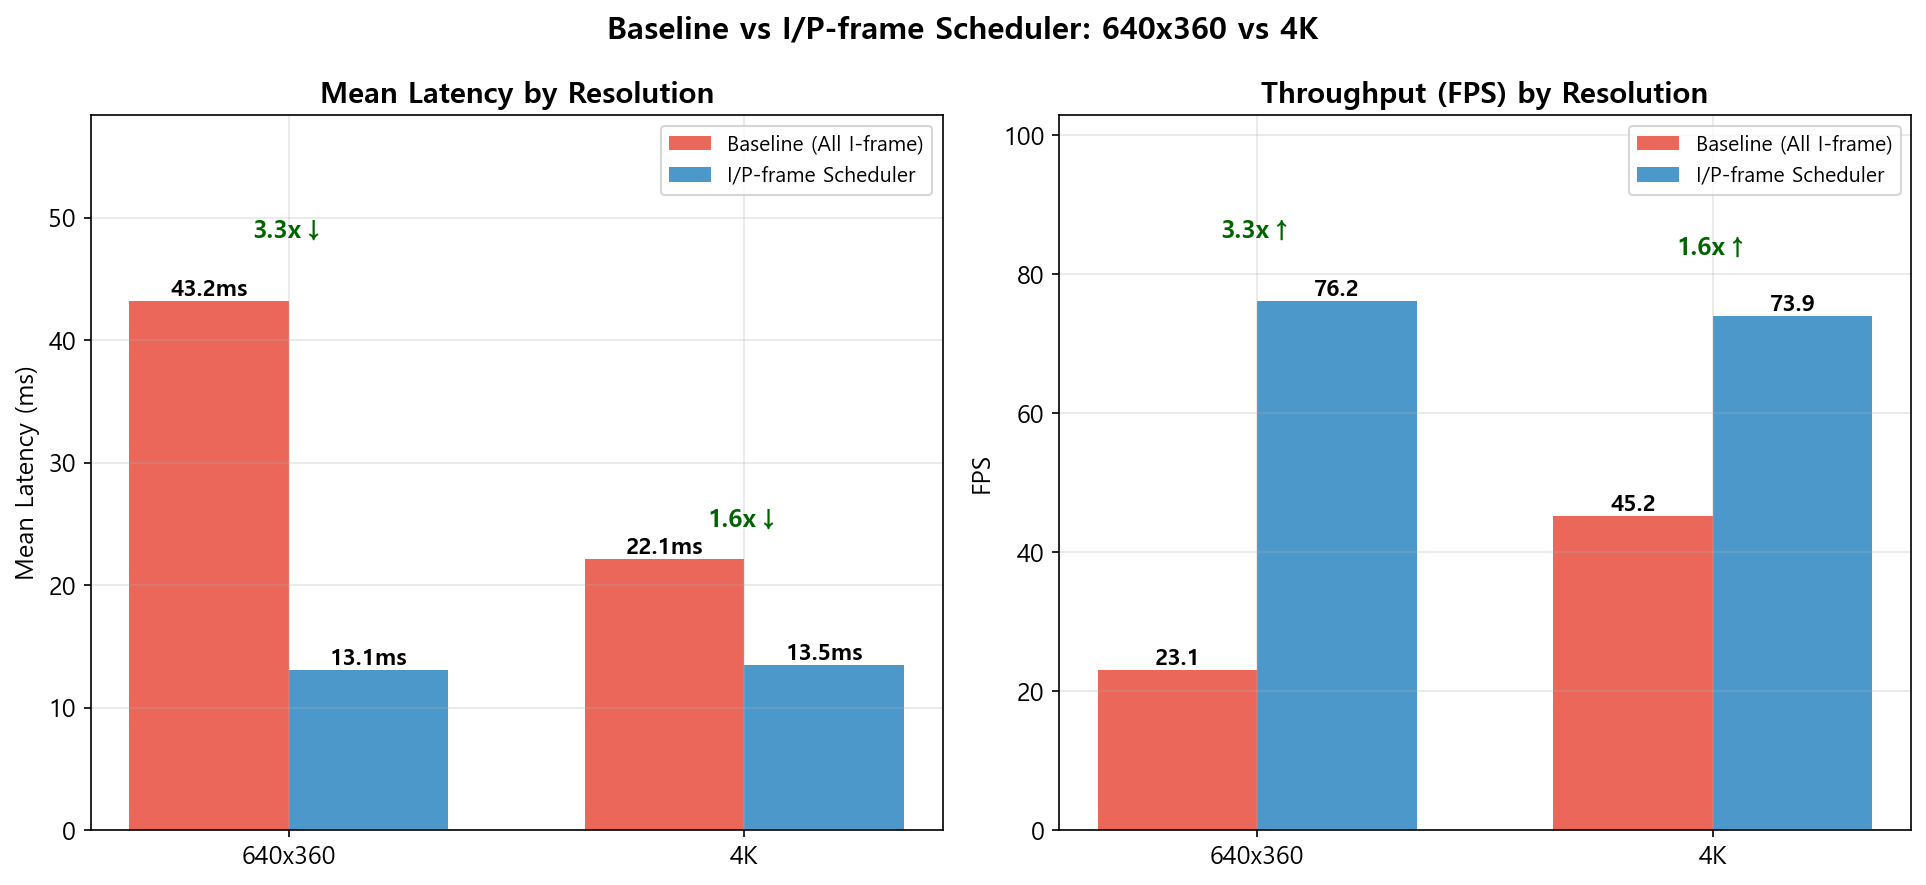 Baseline vs I/P-frame Scheduler: 640x360 vs 4K
Mean Latency by Resolution
Baseline (All I-frame)
I/P-frame Scheduler
Mean Latency (ms)
50
40
30
20
10
0
3.3x ↓
43.2ms
13.1ms
1.6x ↓
22.1ms
13.5ms
640x360
4K
Throughput (FPS) by Resolution
Baseline (All I-frame)
I/P-frame Scheduler
FPS
100
80
60
40
20
0
3.3x ↑
76.2
23.1
1.6x ↑
73.9
45.2
640x360
4K